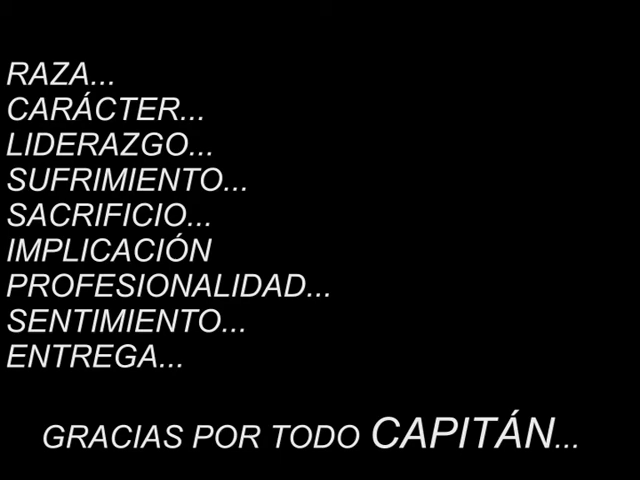 RAZA...
CARÁCTER...
LIDERAZGO...
SUFRIMIENTO...
SACRIFICIO...
IMPLICACIÓN
PROFESIONALIDAD...
SENTIMIENTO...
ENTREGA...
GRACIAS POR TODO CAPITÁN...